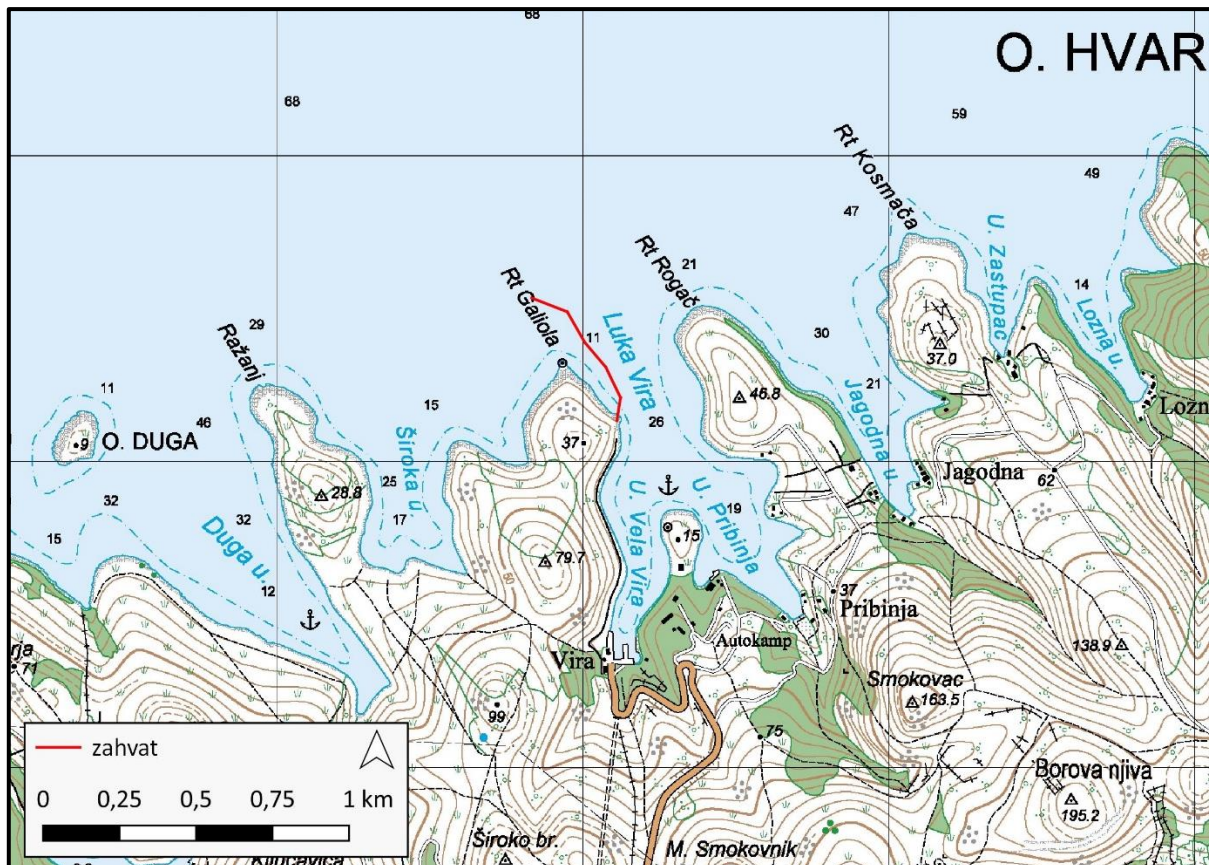 68
O. HVAR
68
59
Rt Kosmača
49
47
U. Zastupac
Rt Rogač
21
14
Lozna u.
Rt Galiola
Luka Vira
11
30
29
Ražanj
37.0
21
Jagodna u.
11
15
46.8
Lozn
46
9
O. DUGA
Široka u
37
26
Jagodna
62
25
28.8
U. Vela Vira
U. Pribinja
19
32
32
17
15
15
Duga u.
79.7
12
37
Pribinja
Autokamp
138.9
rja
71
Vira
Smokovac
163.5
99
75
Borova njiva
195.2
zahvat
0 0,25 0,5 0,75 1 km
Široko br.
M. Smokovnik